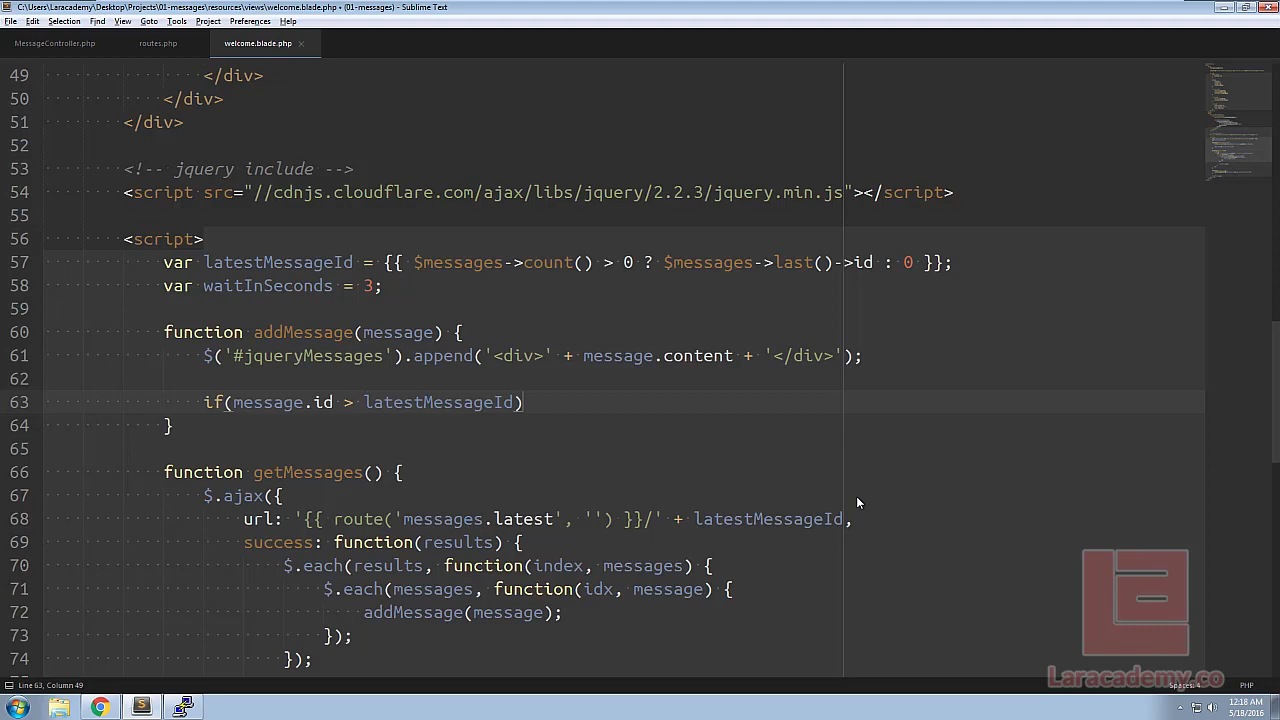 C:\Users\Laracademy\Desktop\Projects\01-messages\resources\views\welcome.blade.php • (01-messages) - Sublime Text
File Edit Selection Find View Goto Tools Project Preferences Help
MessageController.php routes.php welcome.blade.php ×
49 </div>
50 </div>
51 </div>
52
53 <!-- jquery include -->
54 <script src="//cdnjs.cloudflare.com/ajax/libs/jquery/2.2.3/jquery.min.js"></script>
55
56 <script>
57 var latestMessageId = {{ $messages->count() > 0 ? $messages->last()->id : 0 }};
58 var waitInSeconds = 3;
59
60 function addMessage(message) {
61 $('#jqueryMessages').append('<div>' + message.content + '</div>');
62
63 if(message.id > latestMessageId)
64 }
65
66 function getMessages() {
67 $.ajax({
68 url: '{{ route('messages.latest', '') }}/' + latestMessageId,
69 success: function(results) {
70 $.each(results, function(index, messages) {
71 $.each(messages, function(idx, message) {
72 addMessage(message);
73 });
74 });
Laracademy.co
Line 63, Column 49 Spaces: 4 PHP
12:18 AM
5/18/2016